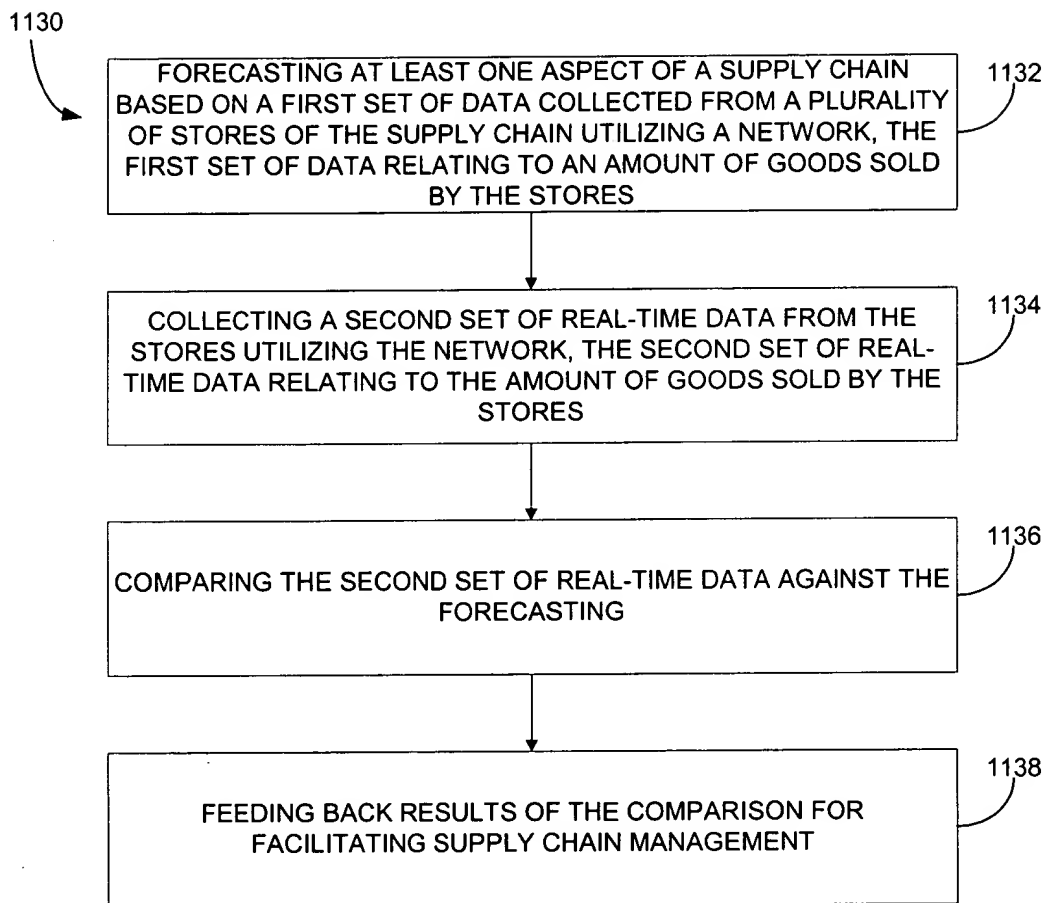 1130
FORECASTING AT LEAST ONE ASPECT OF A SUPPLY CHAIN
BASED ON A FIRST SET OF DATA COLLECTED FROM A PLURALITY
OF STORES OF THE SUPPLY CHAIN UTILIZING A NETWORK, THE
FIRST SET OF DATA RELATING TO AN AMOUNT OF GOODS SOLD
BY THE STORES
1132
COLLECTING A SECOND SET OF REAL-TIME DATA FROM THE
STORES UTILIZING THE NETWORK, THE SECOND SET OF REAL-
TIME DATA RELATING TO THE AMOUNT OF GOODS SOLD BY THE
STORES
1134
COMPARING THE SECOND SET OF REAL-TIME DATA AGAINST THE
FORECASTING
1136
FEEDING BACK RESULTS OF THE COMPARISON FOR
FACILITATING SUPPLY CHAIN MANAGEMENT
1138